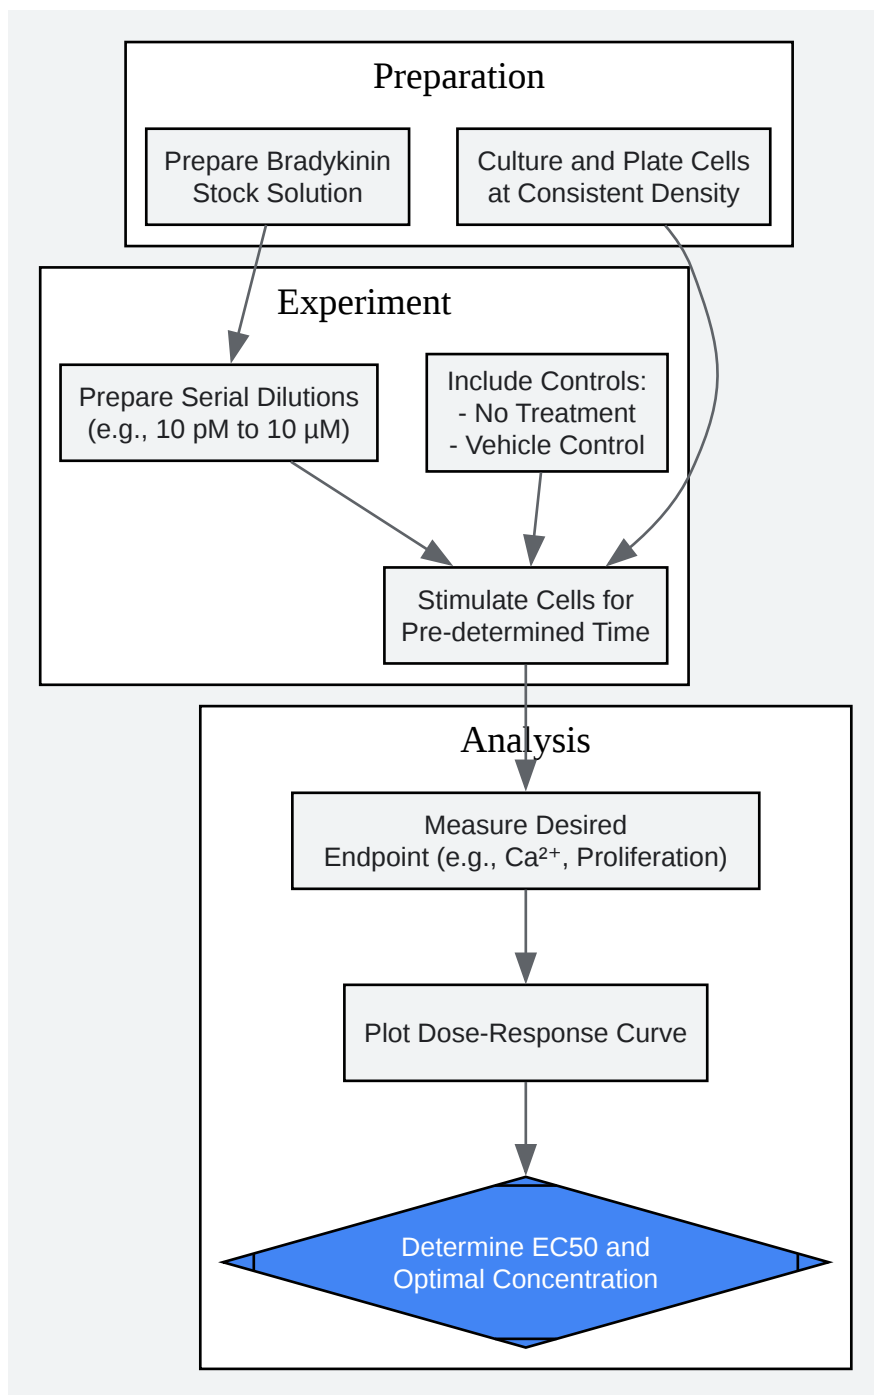 Preparation
Prepare Bradykinin
Stock Solution
Culture and Plate Cells
at Consistent Density
Experiment
Prepare Serial Dilutions
(e.g., 10 pM to 10 µM)
Include Controls:
- No Treatment
- Vehicle Control
Stimulate Cells for
Pre-determined Time
Analysis
Measure Desired
Endpoint (e.g., Ca²⁺, Proliferation)
Plot Dose-Response Curve
Determine EC50 and
Optimal Concentration